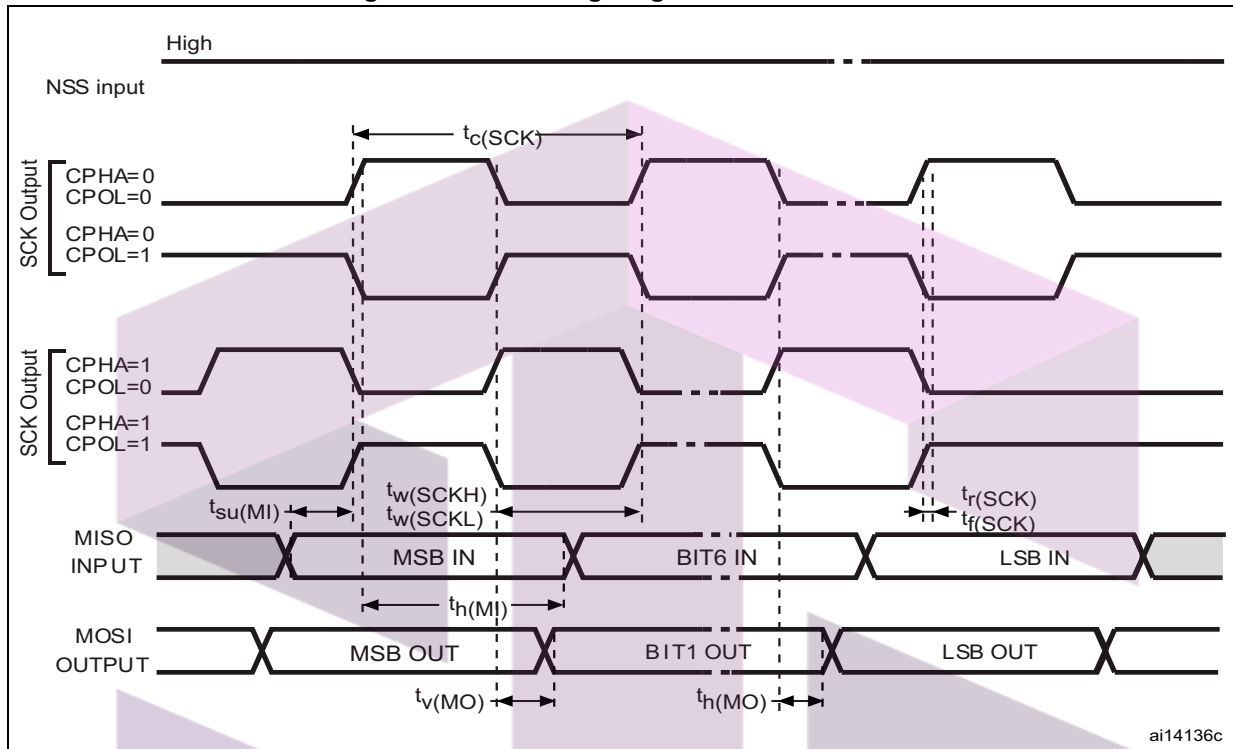 High
NSS input
tc(SCK)
SCK Output
CPHA=0
CPOL=0
CPHA=0
CPOL=1
SCK Output
CPHA=1
CPOL=0
CPHA=1
CPOL=1
tw(SCKH)
tw(SCKL)
tr(SCK)
tf(SCK)
tsu(MI)
MISO
INPUT
MSB IN
BIT6 IN
LSB IN
th(MI)
MOSI
OUTPUT
MSB OUT
BIT1 OUT
LSB OUT
tv(MO)
th(MO)
ai14136c